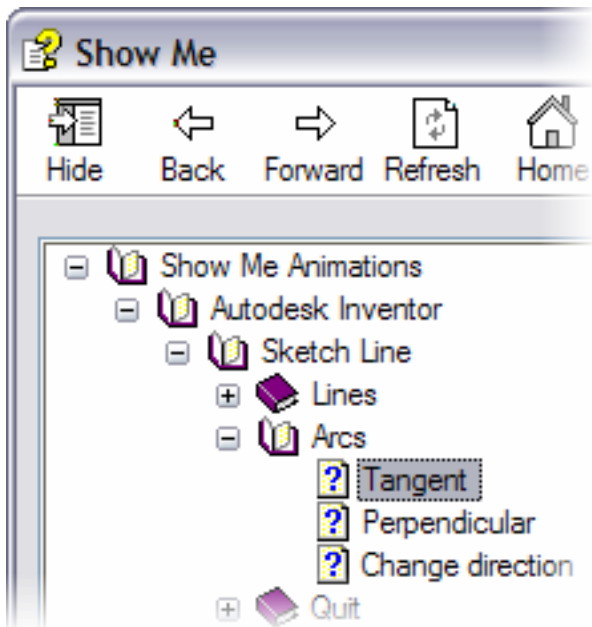 Show Me
Hide Back Forward Refresh Home
Show Me Animations
Autodesk Inventor
Sketch Line
Lines
Arcs
Tangent
Perpendicular
Change direction
Quit